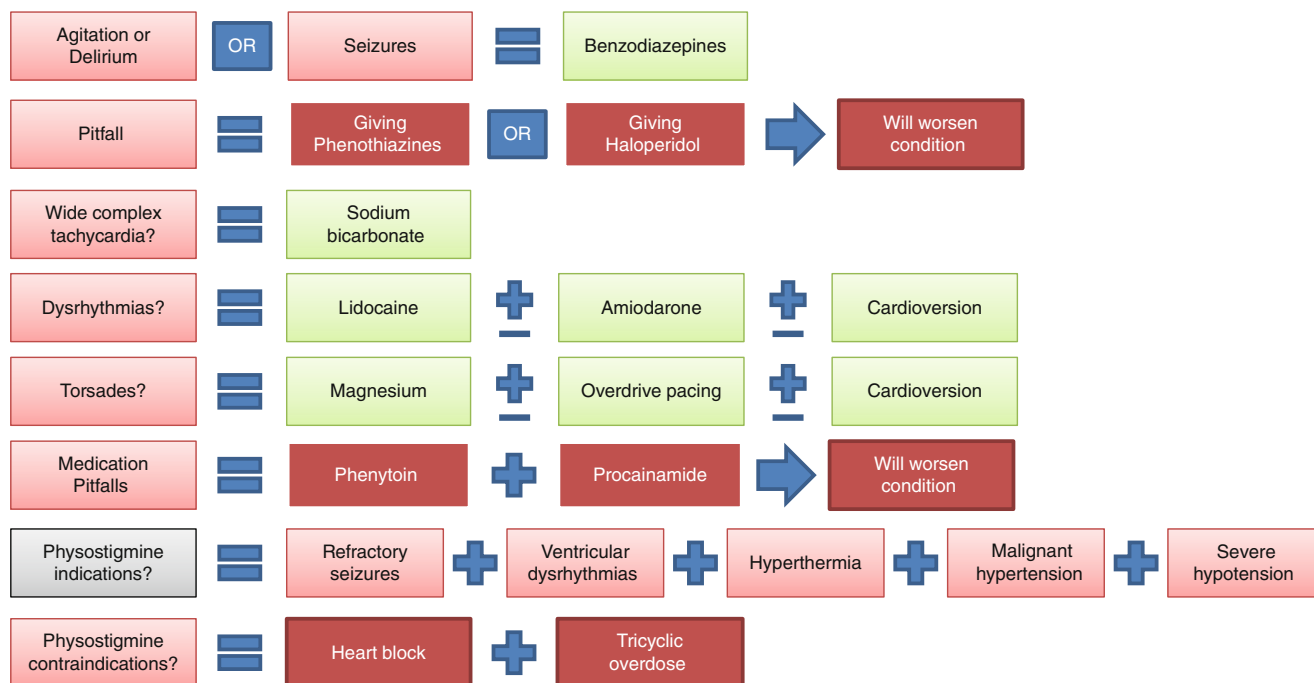 Agitation or
Delirium
OR
Seizures
Benzodiazepines
Pitfall
Giving
Phenothiazines
OR
Giving
Haloperidol
Will worsen
condition
Wide complex
tachycardia?
Sodium
bicarbonate
Dysrhythmias?
Lidocaine
Amiodarone
Cardioversion
Torsades?
Magnesium
Overdrive pacing
Cardioversion
Medication
Pitfalls
Phenytoin
Procainamide
Will worsen
condition
Physostigmine
indications?
Refractory
seizures
Ventricular
dysrhythmias
Hyperthermia
Malignant
hypertension
Severe
hypotension
Physostigmine
contraindications?
Heart block
Tricyclic
overdose